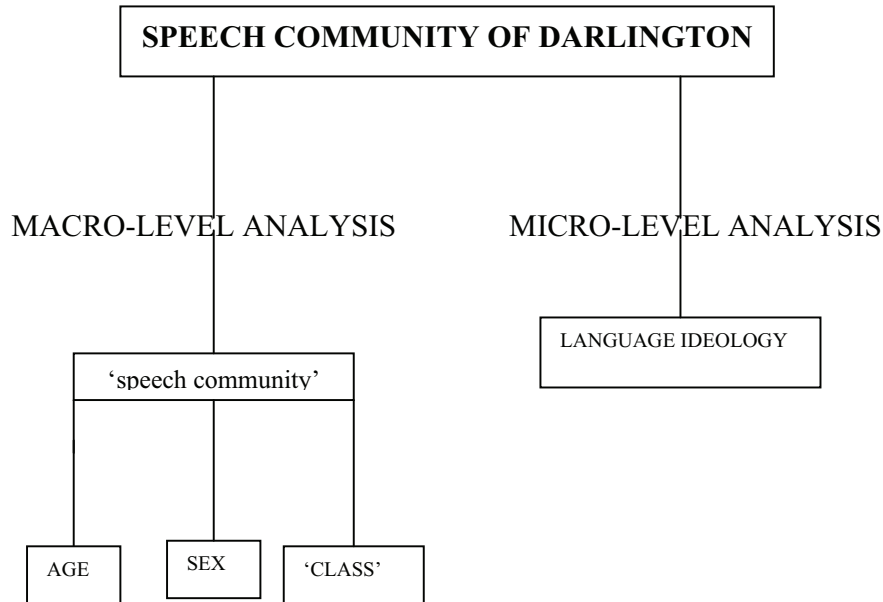 SPEECH COMMUNITY OF DARLINGTON
MACRO-LEVEL ANALYSIS
MICRO-LEVEL ANALYSIS
LANGUAGE IDEOLOGY
‘speech community’
AGE
SEX
‘CLASS’